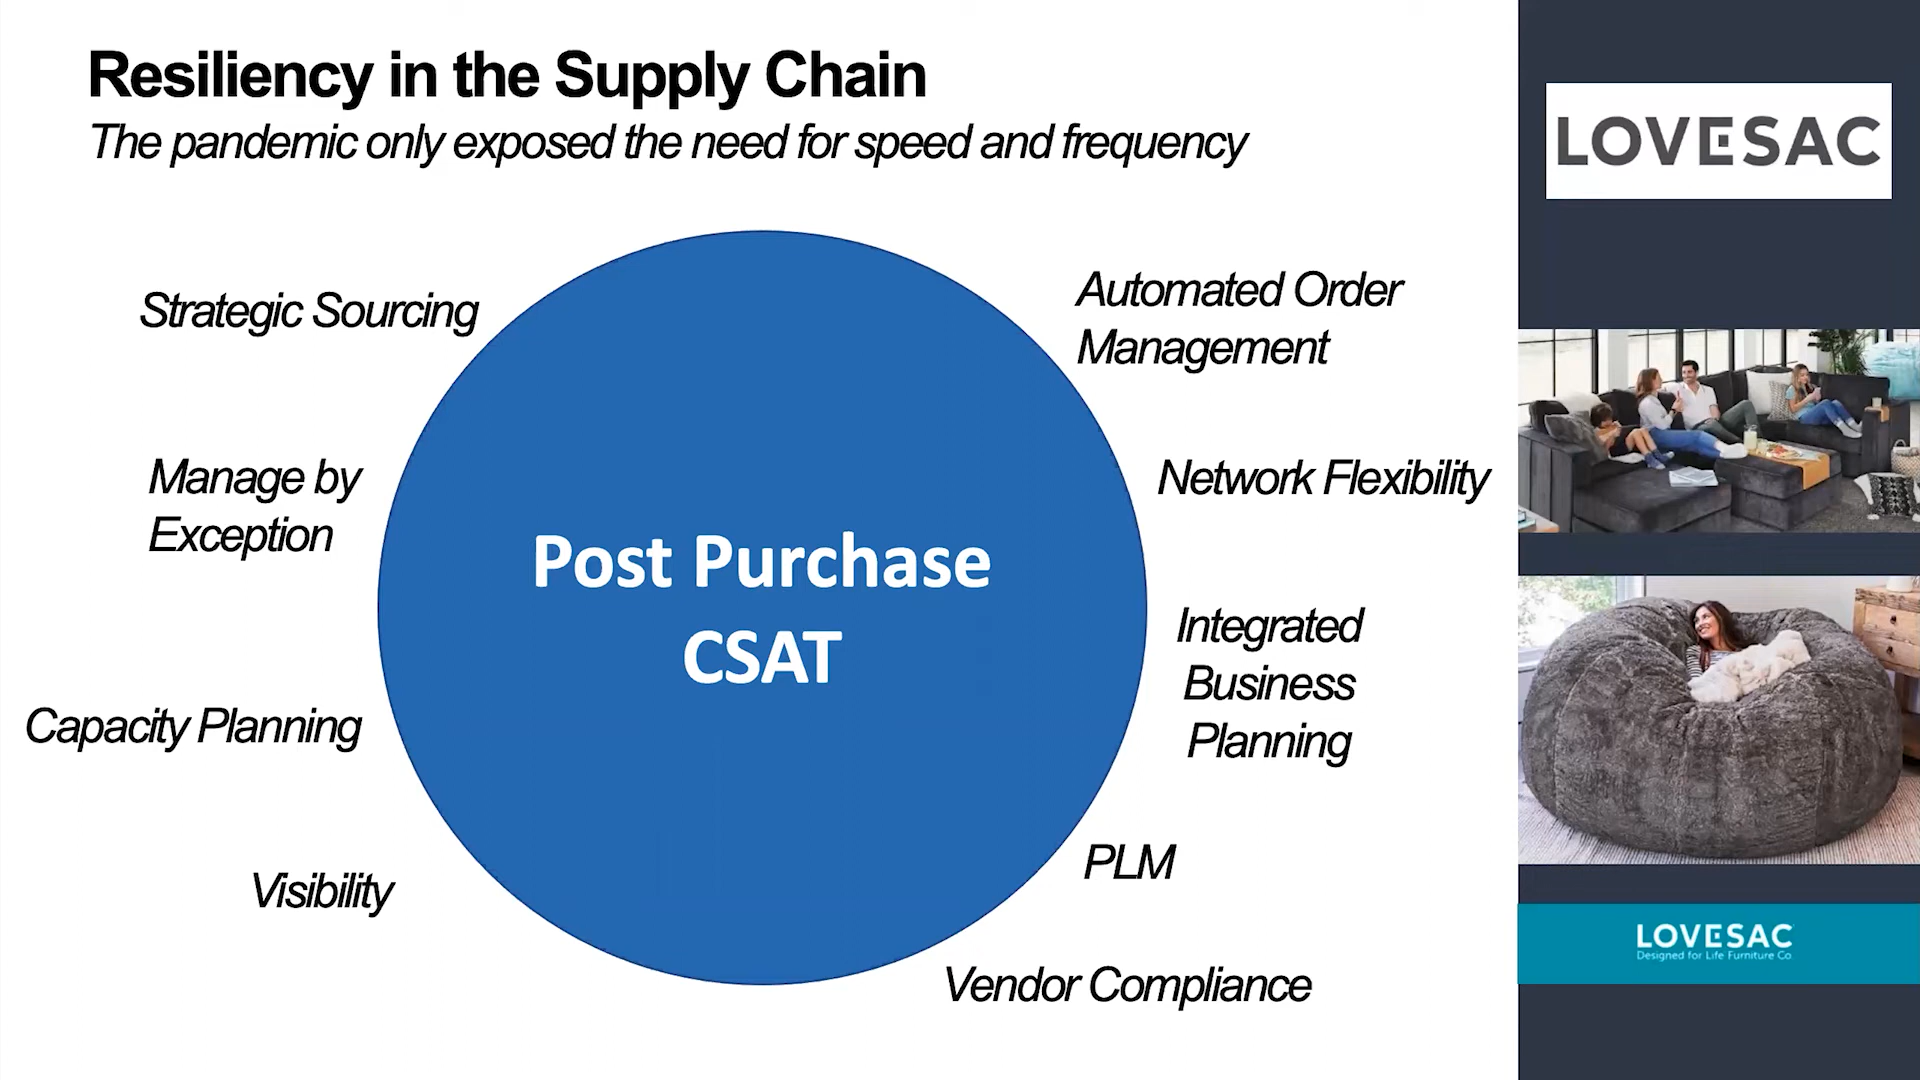 Resiliency in the Supply Chain
The pandemic only exposed the need for speed and frequency
Strategic Sourcing
Manage by
Exception
Capacity Planning
Visibility
Post Purchase
CSAT
Automated Order
Management
Network Flexibility
Integrated
Business
Planning
PLM
Vendor Compliance
LOVESAC
LOVESAC
Designed for Life Furniture Co.